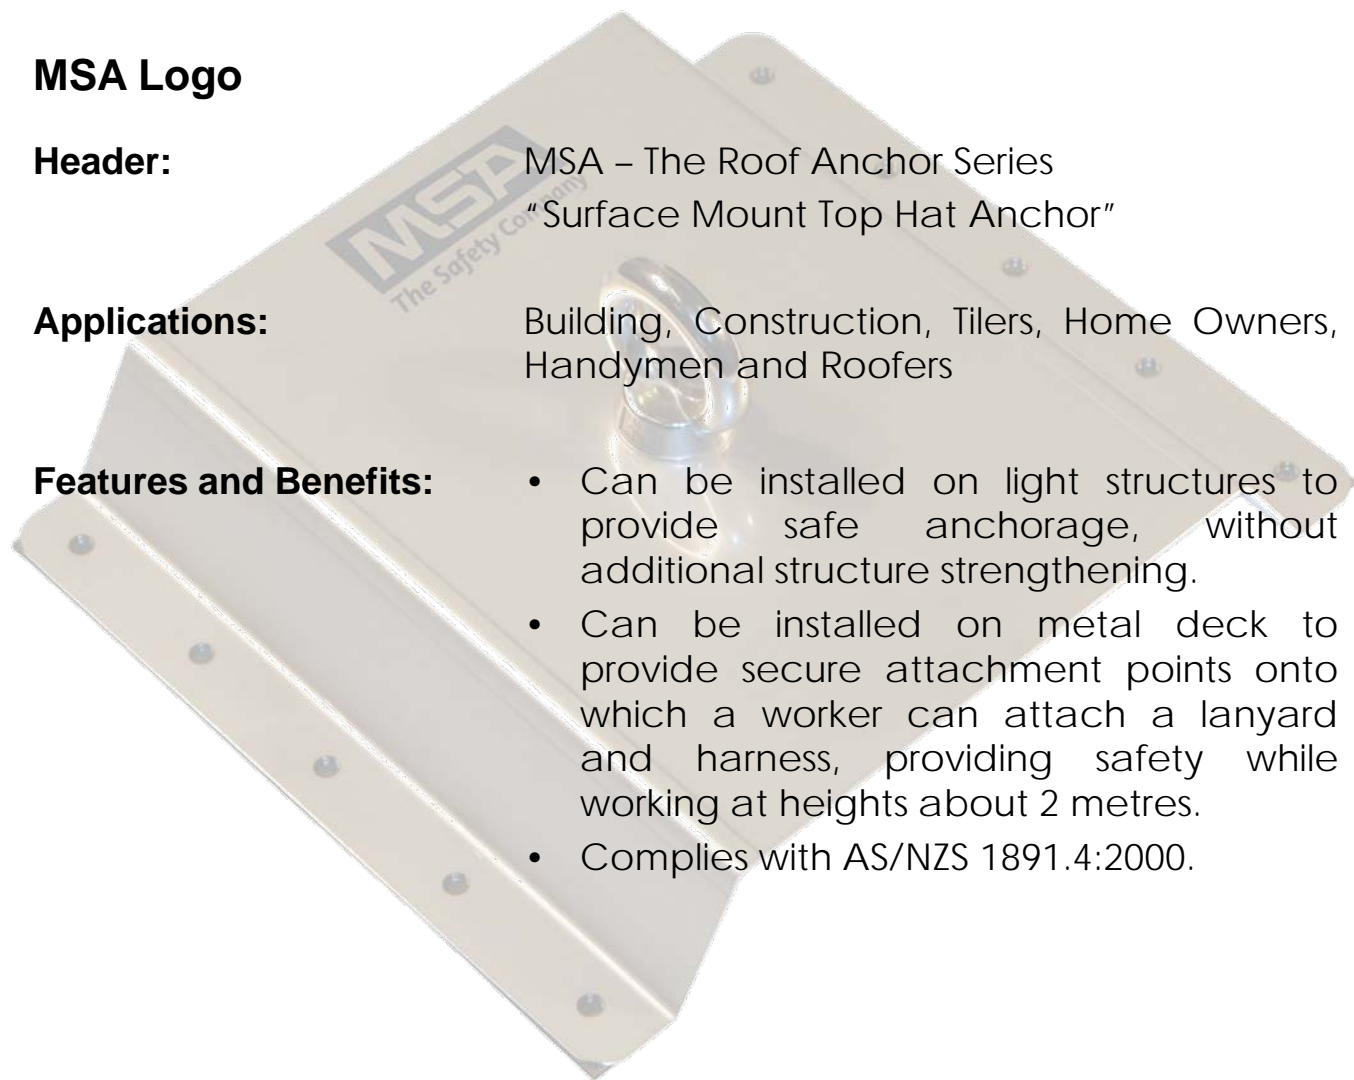 MSA Logo
Header:
MSA – The Roof Anchor Series
“Surface Mount Top Hat Anchor”
MSA
The Safety Company
Applications:
Building, Construction, Tilers, Home Owners,
Handymen and Roofers
Features and Benefits:
• Can be installed on light structures to
provide safe anchorage, without
additional structure strengthening.
• Can be installed on metal deck to
provide secure attachment points onto
which a worker can attach a lanyard
and harness, providing safety while
working at heights about 2 metres.
• Complies with AS/NZS 1891.4:2000.